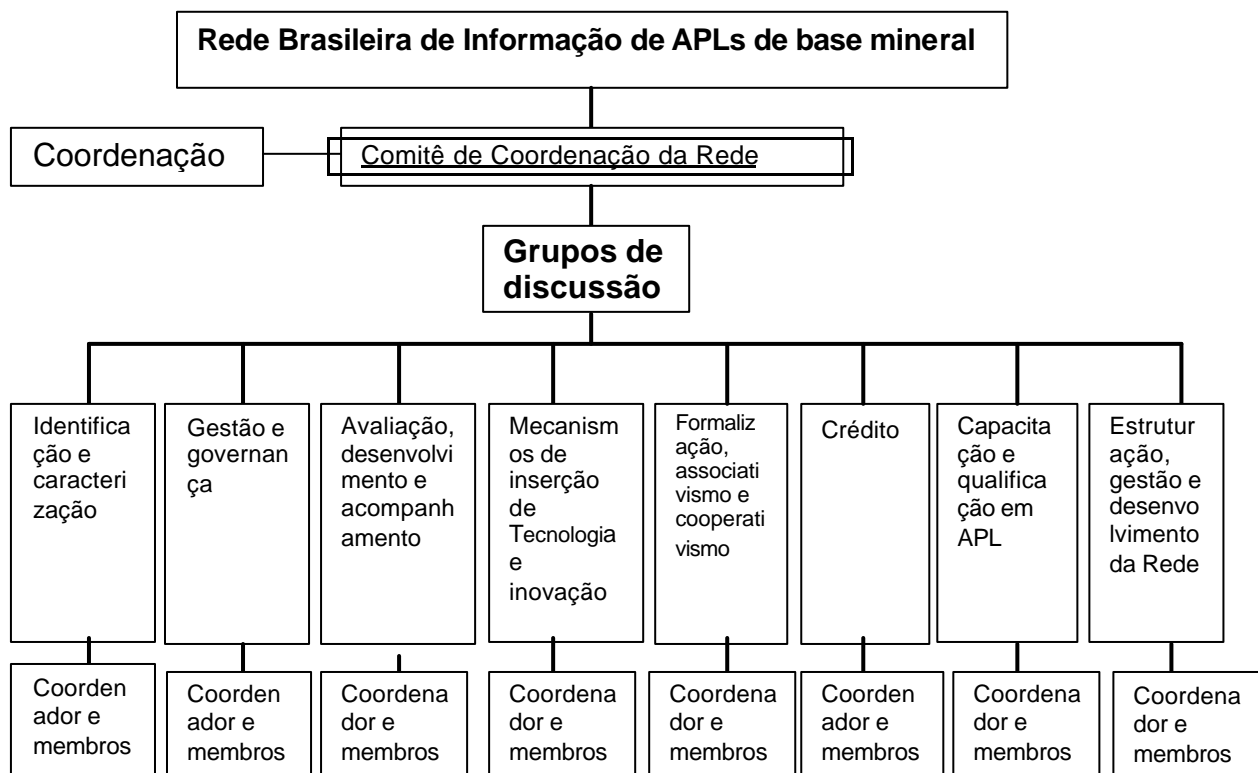 Rede Brasileira de Informação de APLs de base mineral
Coordenação
Comitê de Coordenação da Rede
Grupos de
discussão
Identifica
ção e
caracteri
zação
Gestão e
governan
ça
Avaliação,
desenvolvi
mento e
acompanh
amento
Mecanism
os de
inserção
de
Tecnologia
e
inovação
Formaliz
ação,
associati
vismo e
cooperati
vismo
Crédito
Capacita
ção e
qualifica
ção em
APL
Estrutur
ação,
gestão e
desenvo
lvimento
da Rede
Coorden
ador e
membros
Coorden
ador e
membros
Coordena
dor e
membros
Coordena
dor e
membros
Coordena
dor e
membros
Coorden
ador e
membros
Coordena
dor e
membros
Coordena
dor e
membros